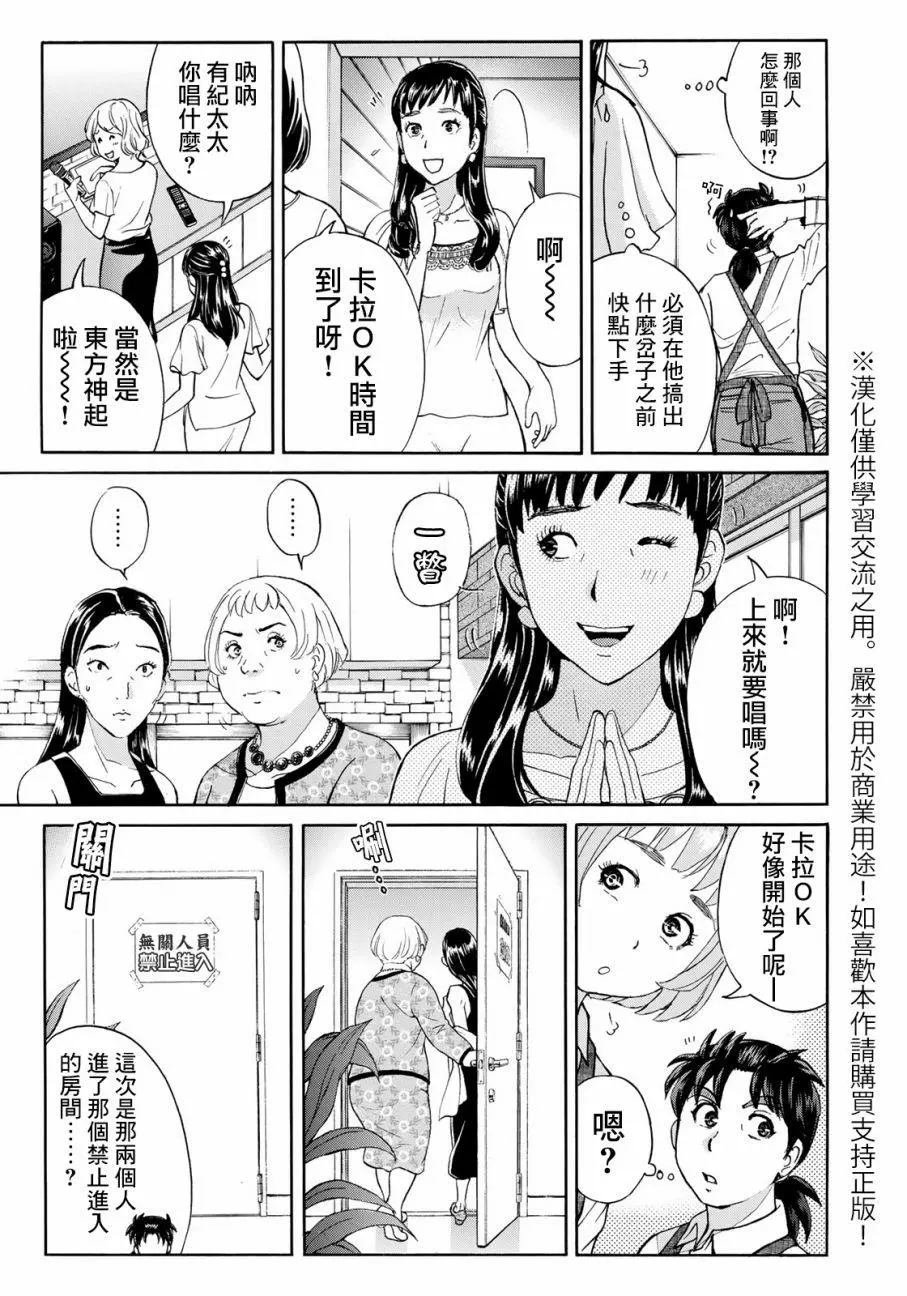 那個人
怎麼回事啊!?
啊
必須在他搞出
什麼岔子之前
快點下手
啊～～～
卡拉OK時間
到了呀！
吶吶
有紀太太
你唱什麼？
當然是
東方神起
啦～～～！
啊！
上來就要唱嗎～？
一瞥
……
……
卡拉OK
好像開始了呢ー
嗯？
唰…
關門
無關人員
禁止進入
這次是那兩個人
進了那個禁止進入
的房間……？
※漢化僅供學習交流之用。嚴禁用於商業用途！如喜歡本作請購買支持正版！